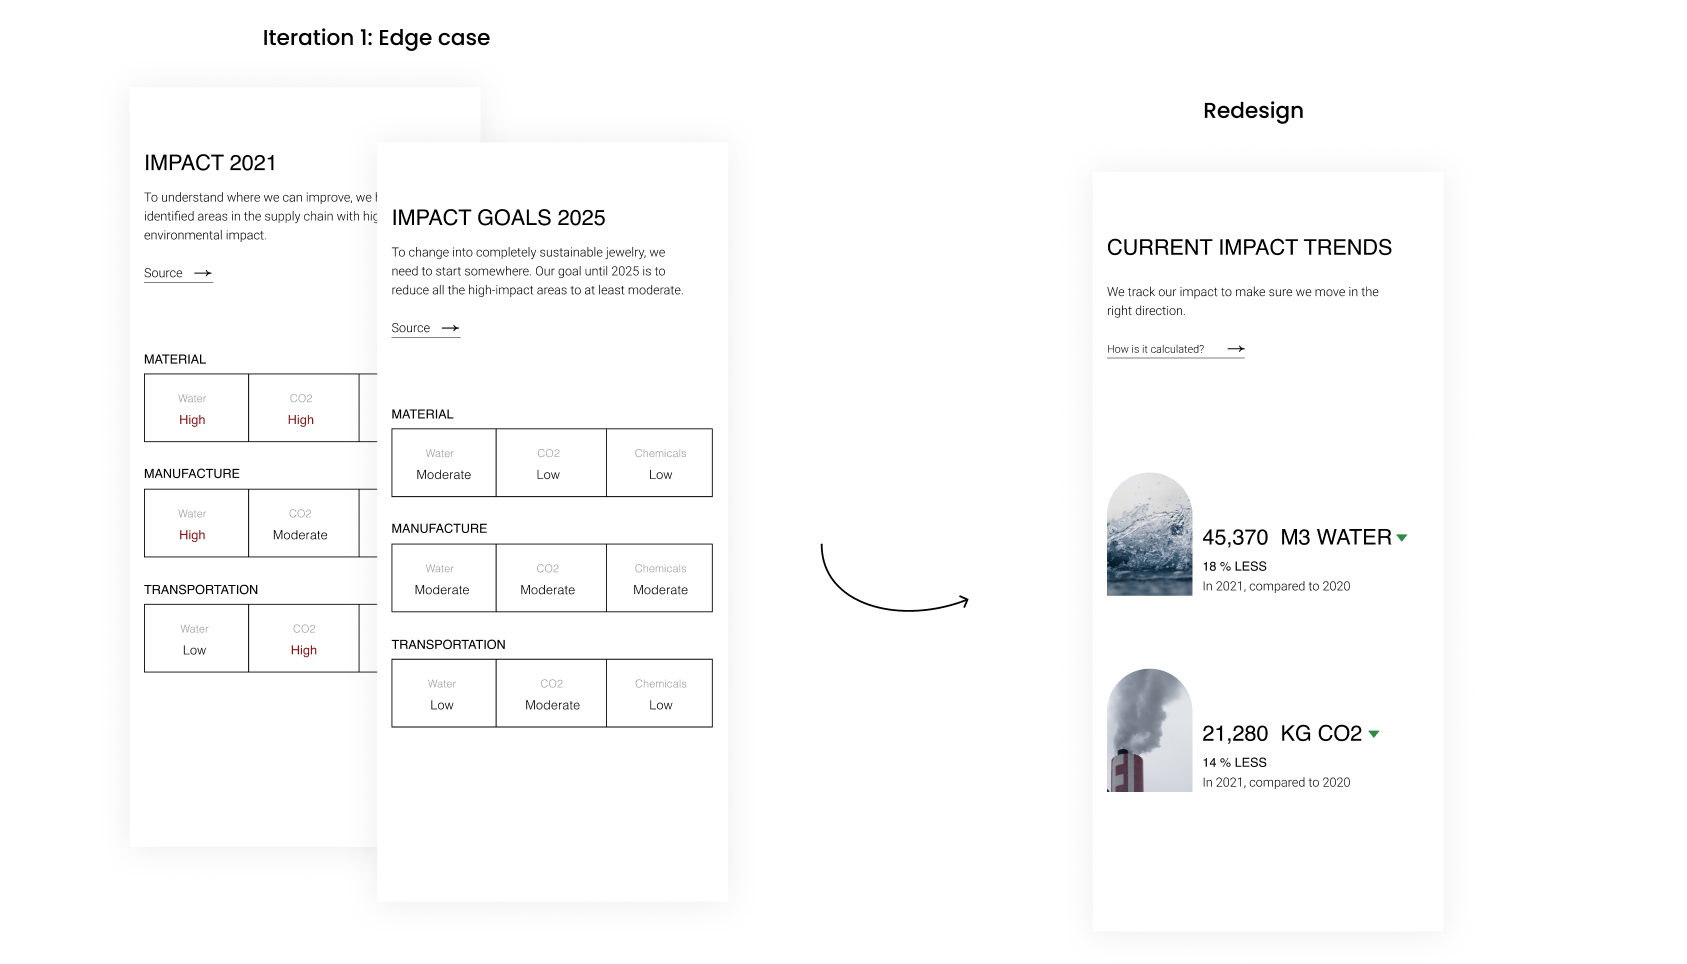 Iteration 1: Edge case
IMPACT 2021
To understand where we can improve, we
identified areas in the supply chain with
environmental impact.
Source
MATERIAL
Water
High
CO2
High
MANUFACTURE
Water
High
CO2
Moderate
TRANSPORTATION
Water
Low
CO2
High
IMPACT GOALS 2025
To change into completely sustainable jewelry, we
need to start somewhere. Our goal until 2025 is to
reduce all the high-impact areas to at least moderate.
Source
MATERIAL
Water
Moderate
CO2
Low
Chemicals
Low
MANUFACTURE
Water
Moderate
CO2
Moderate
Chemicals
Moderate
TRANSPORTATION
Water
Low
CO2
Moderate
Chemicals
Low
Redesign
CURRENT IMPACT TRENDS
We track our impact to make sure we move in the
right direction.
How is it calculated?
45,370 M3 WATER
18 % LESS
In 2021, compared to 2020
21,280 KG CO2
14 % LESS
In 2021, compared to 2020